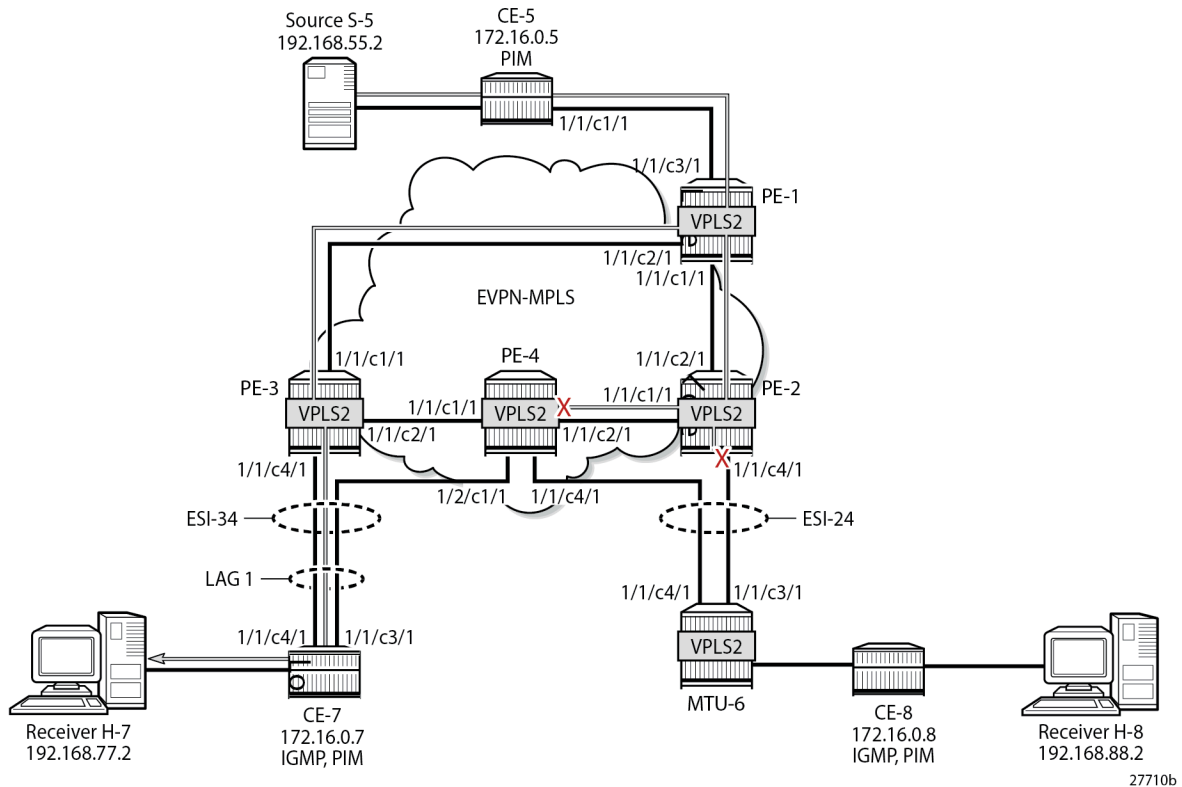 Source S-5
192.168.55.2
CE-5
172.16.0.5
PIM
1/1/c1/1
1/1/c3/1
PE-1
VPLS2
1/1/c2/1
1/1/c1/1
EVPN-MPLS
1/1/c1/1
PE-4
1/1/c2/1
PE-3
PE-2
VPLS2
1/1/c1/1
VPLS2
X
1/1/c1/1
VPLS2
1/1/c2/1
1/1/c2/1
1/1/c4/1
X
1/1/c4/1
1/2/c1/1
1/1/c4/1
ESI-34
ESI-24
LAG 1
1/1/c4/1
1/1/c3/1
1/1/c4/1
1/1/c3/1
VPLS2
MTU-6
Receiver H-7
192.168.77.2
CE-7
172.16.0.7
IGMP, PIM
CE-8
172.16.0.8
IGMP, PIM
Receiver H-8
192.168.88.2
27710b